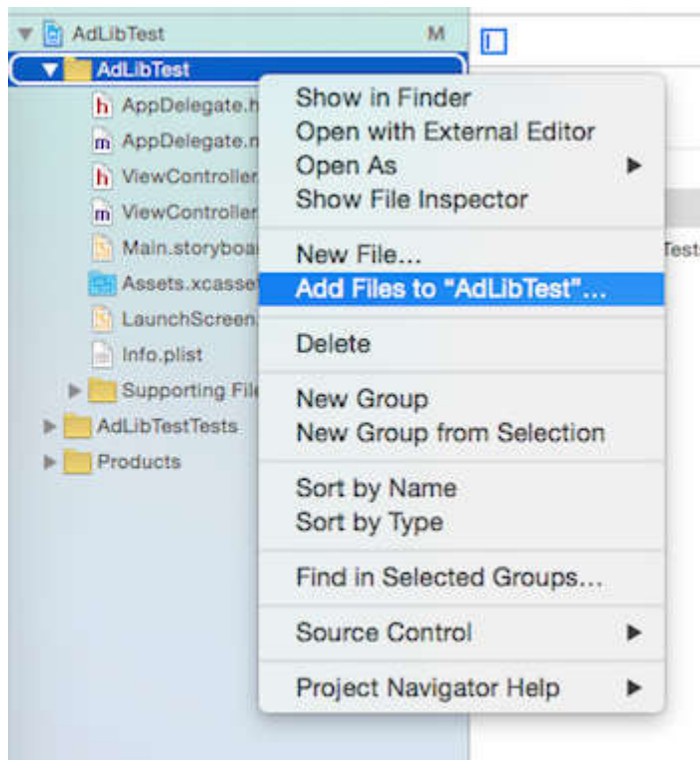 AdLibTest
M
AdLibTest
AppDelegate.h
AppDelegate.m
ViewController
ViewController
Main.storyboa
Assets.xcasse
LaunchScreen.
Info.plist
Supporting File
AdLibTestTests
Products
Show in Finder
Open with External Editor
Open As
Show File Inspector
New File...
Add Files to “AdLibTest”...
Delete
New Group
New Group from Selection
Sort by Name
Sort by Type
Find in Selected Groups...
Source Control
Project Navigator Help
Tests